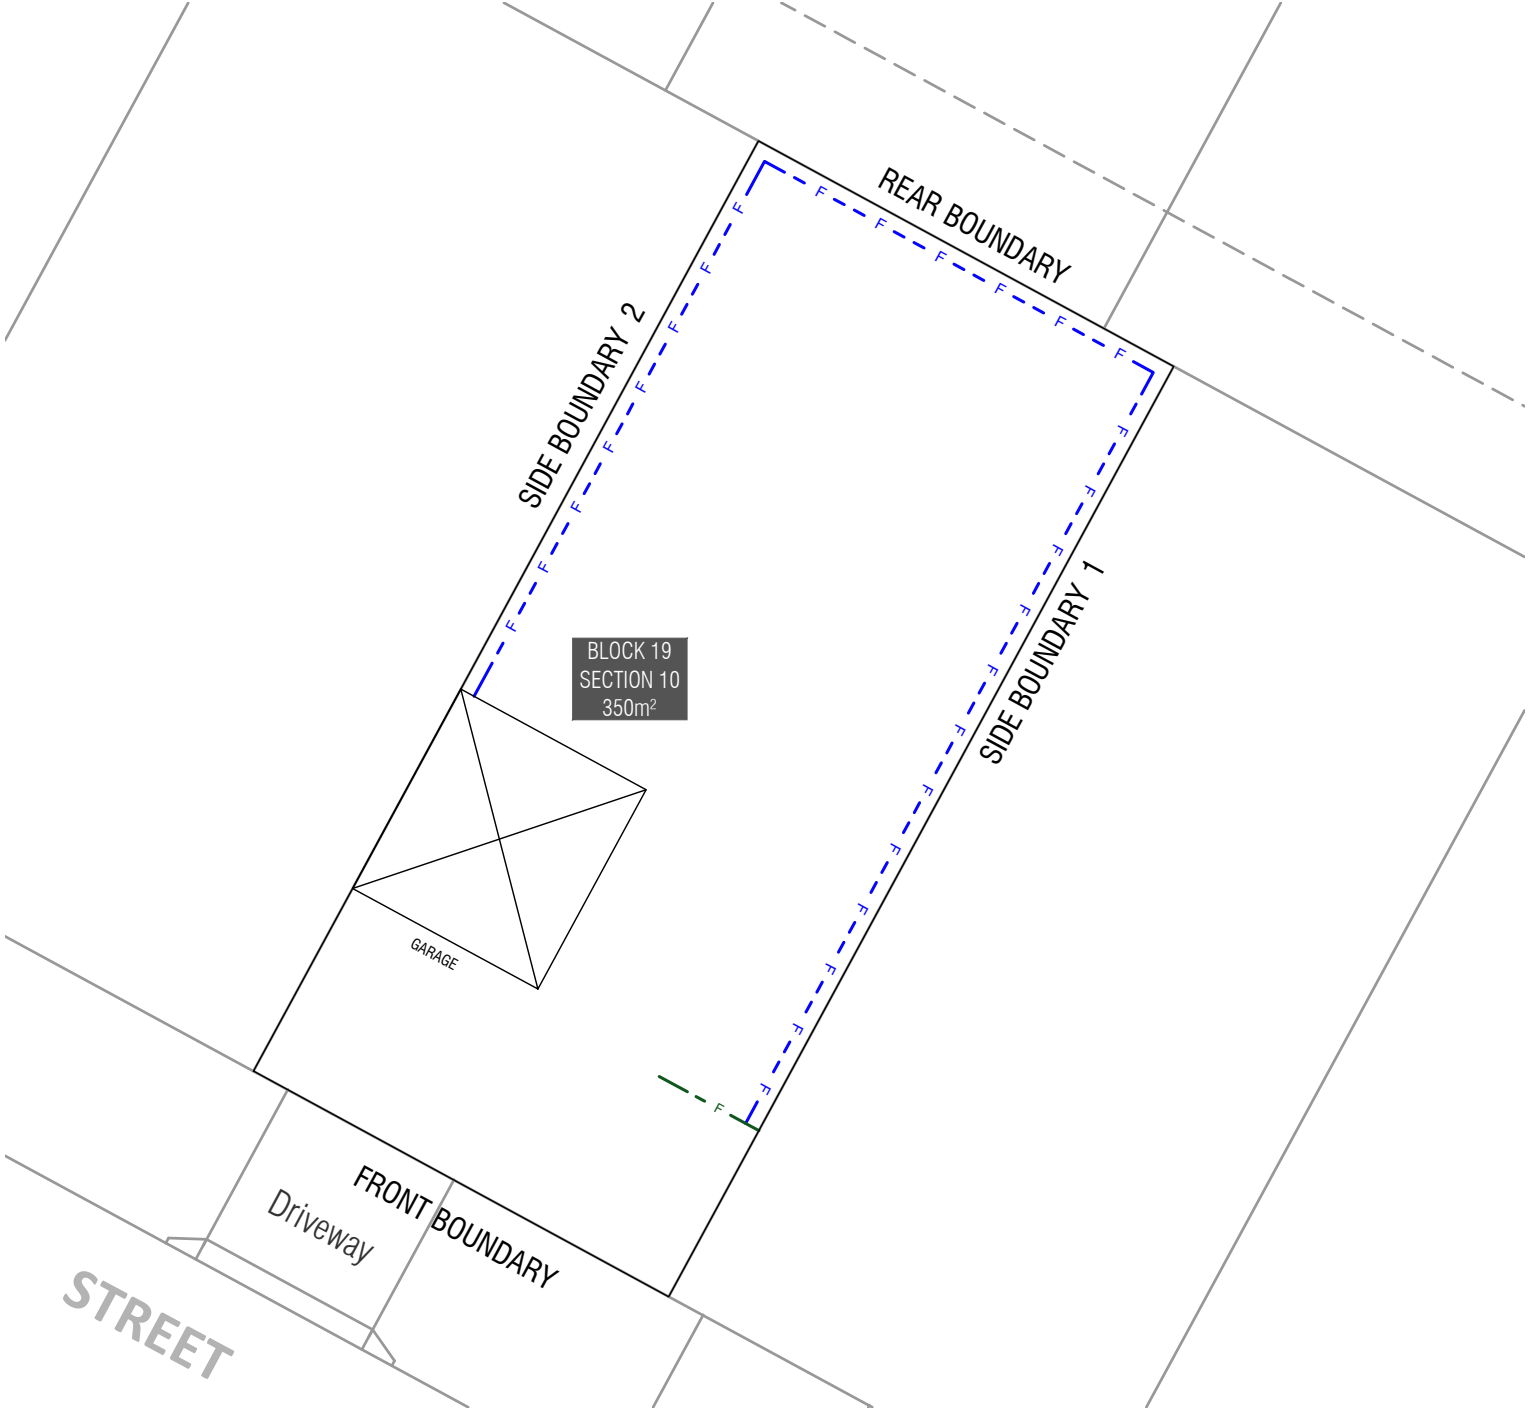 REAR BOUNDARY
F F F F F F
SIDE BOUNDARY 2
F F F F F F F F
SIDE BOUNDARY 1
F F F F F F F F F F F F
BLOCK 19
SECTION 10
350m²
GARAGE
F
FRONT BOUNDARY
Driveway
STREET